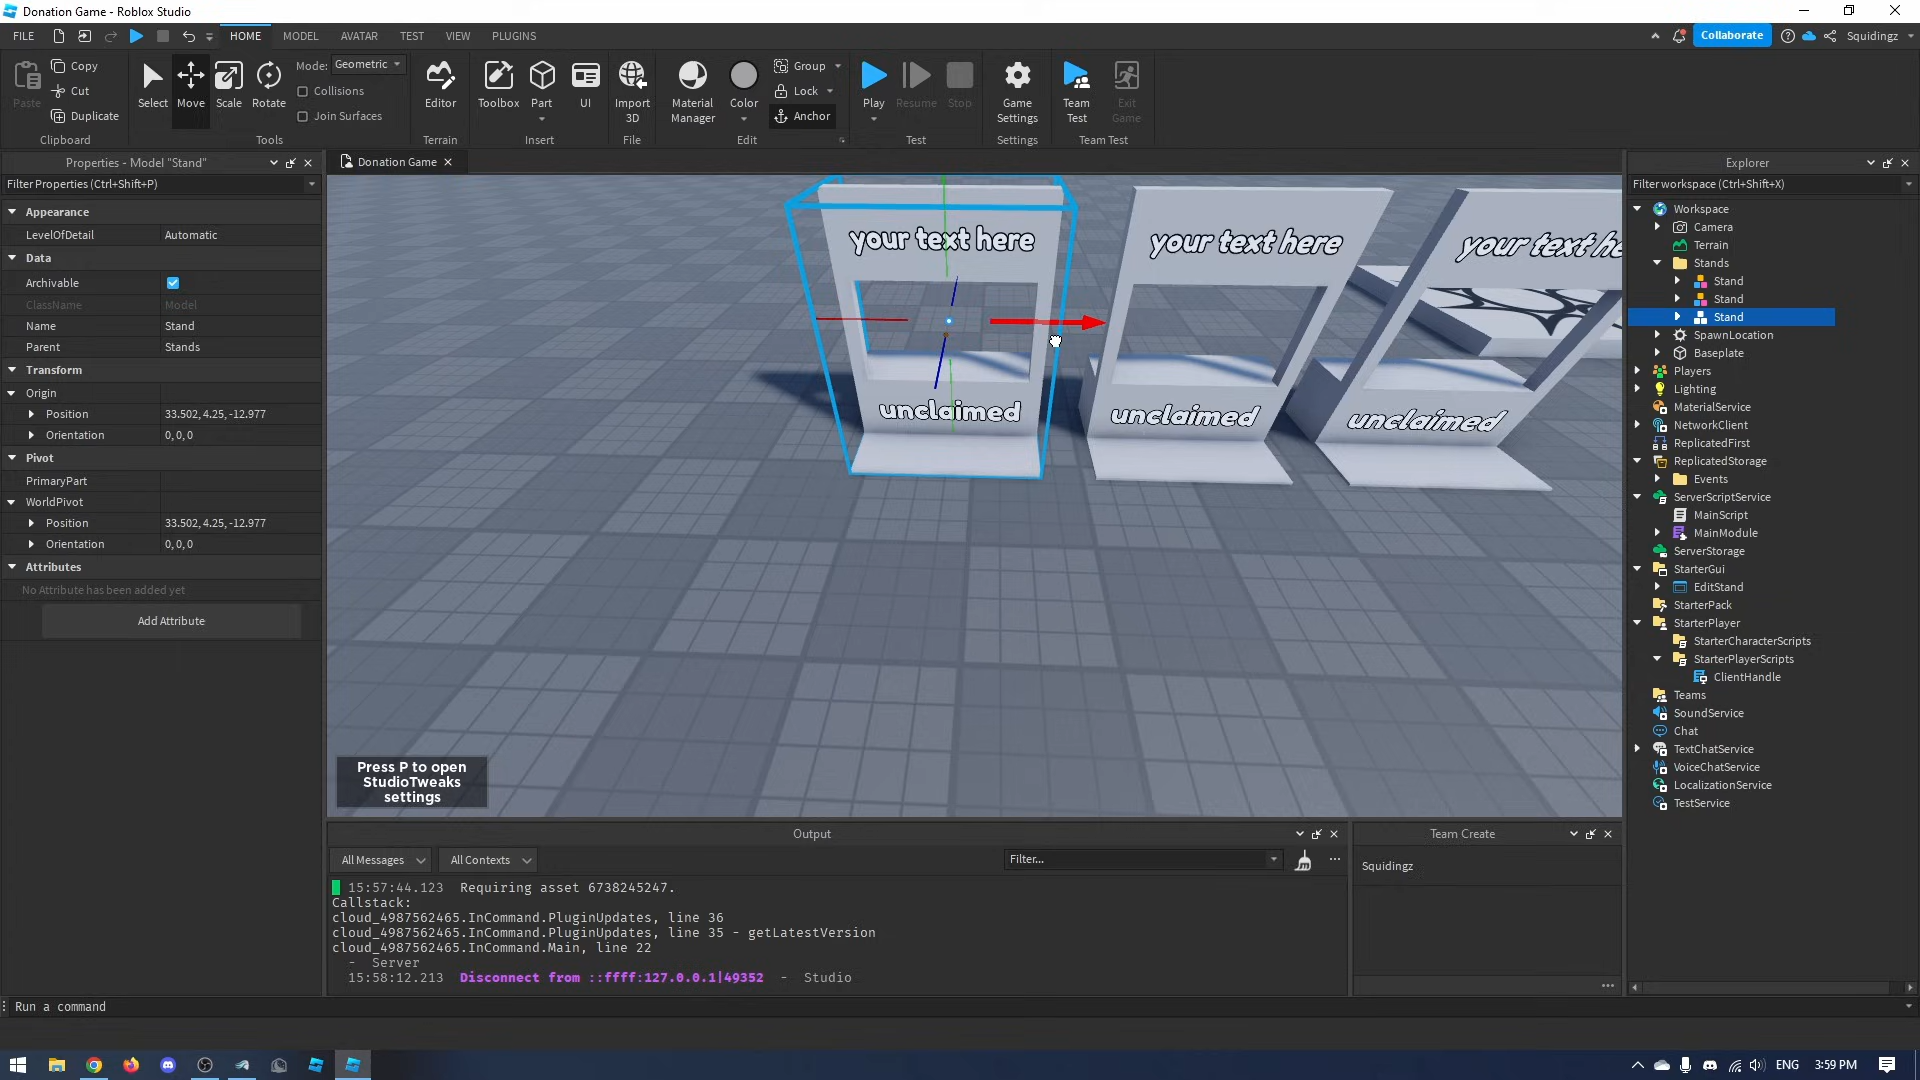 Donation Game - Roblox Studio
FILE
HOME
MODEL
AVATAR
TEST
VIEW
PLUGINS
Collaborate
Squidingz
Paste
Copy
Cut
Duplicate
Clipboard
Select
Move
Scale
Rotate
Mode: Geometric
Collisions
Join Surfaces
Tools
Editor
Terrain
Toolbox
Part
UI
Insert
Import
3D
File
Material
Manager
Color
Group
Lock
Anchor
Edit
Play
Resume
Stop
Test
Game
Settings
Settings
Team
Test
Exit
Game
Team Test
Properties - Model "Stand"
Filter Properties (Ctrl+Shift+P)
Appearance
LevelOfDetail Automatic
Data
Archivable
ClassName Model
Name Stand
Parent Stands
Transform
Origin
Position 33.502, 4.25, -12.977
Orientation 0, 0, 0
Pivot
PrimaryPart
WorldPivot
Position 33.502, 4.25, -12.977
Orientation 0, 0, 0
Attributes
No Attribute has been added yet
Add Attribute
Donation Game
your text here
your text here
your text he
unclaimed
unclaimed
unclaimed
Press P to open
StudioTweaks
settings
Output
All Messages
All Contexts
Filter...
15:57:44.123 Requiring asset 6738245247.
Callstack:
cloud_4987562465.InCommand.PluginUpdates, line 36
cloud_4987562465.InCommand.PluginUpdates, line 35 - getLatestVersion
cloud_4987562465.InCommand.Main, line 22
- Server
15:58:12.213 Disconnect from ::ffff:127.0.0.1|49352 - Studio
Team Create
Squidingz
Explorer
Filter workspace (Ctrl+Shift+X)
Workspace
Camera
Terrain
Stands
Stand
Stand
Stand
SpawnLocation
Baseplate
Players
Lighting
MaterialService
NetworkClient
ReplicatedFirst
ReplicatedStorage
Events
ServerScriptService
MainScript
MainModule
ServerStorage
StarterGui
EditStand
StarterPack
StarterPlayer
StarterCharacterScripts
StarterPlayerScripts
ClientHandle
Teams
SoundService
Chat
TextChatService
VoiceChatService
LocalizationService
TestService
Run a command
ENG
3:59 PM